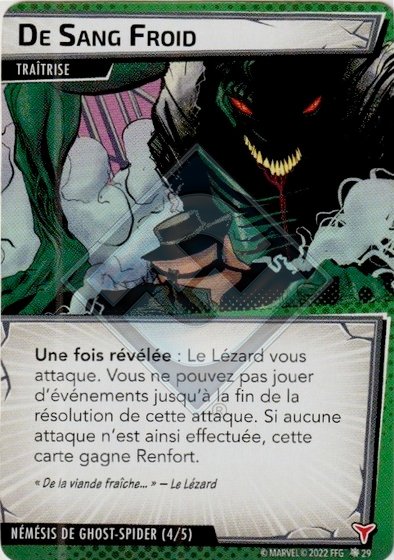 De Sang Froid
TRAÎTRISE
Une fois révélée : Le Lézard vous
attaque. Vous ne pouvez pas jouer
d'événements jusqu'à la fin de la
résolution de cette attaque. Si aucune
attaque n'est ainsi effectuée, cette
carte gagne Renfort.
« De la viande fraîche... » – Le Lézard
NÉMÉSIS DE GHOST-SPIDER (4/5)
© MARVEL © 2022 FFG 29